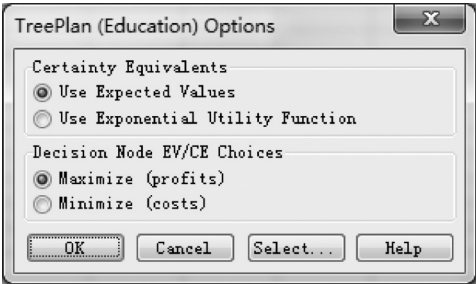 TreePlan (Education) Options
x
Certainty Equivalents
Use Expected Values
Use Exponential Utility Function
Decision Node EV/CE Choices
Maximize (profits)
Minimize (costs)
OK Cancel Select... Help